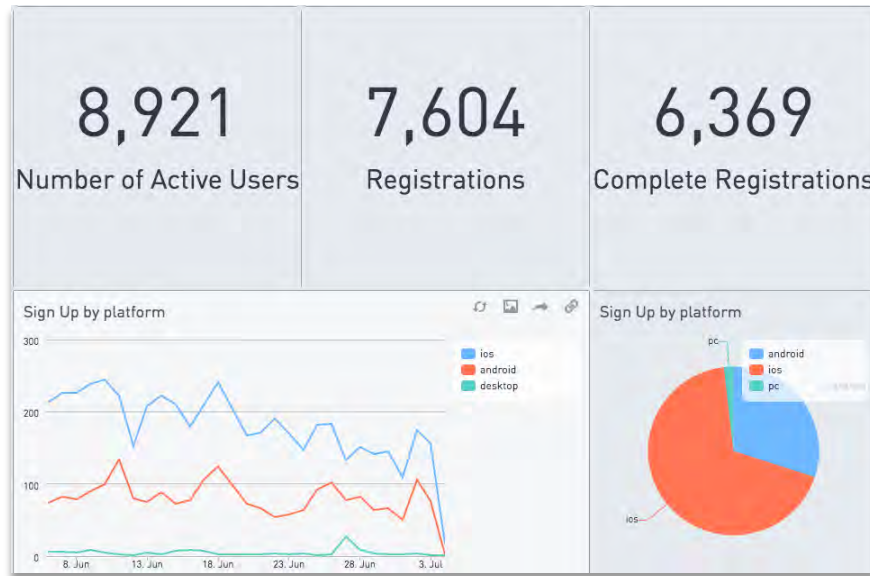 8,921
Number of Active Users
7,604
Registrations
6,369
Complete Registrations
Sign Up by platform
300
200
100
0
8. Jun
13. Jun
18. Jun
23. Jun
28. Jun
3. Jul
ios
android
desktop
Sign Up by platform
pc
android
ios
pc
ios